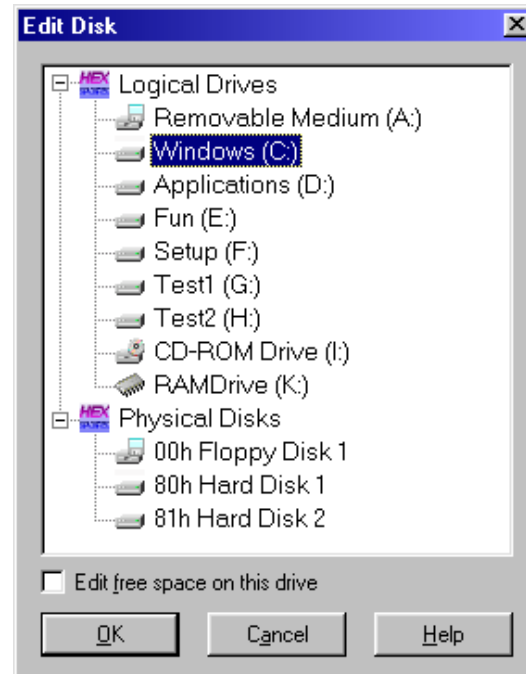 Edit Disk
HEX Logical Drives
Removable Medium (A:)
Windows (C:)
Applications (D:)
Fun (E:)
Setup (F:)
Test1 (G:)
Test2 (H:)
CD-ROM Drive (I:)
RAMDrive (K:)
HEX Physical Disks
00h Floppy Disk 1
80h Hard Disk 1
81h Hard Disk 2
Edit free space on this drive
OK Cancel Help